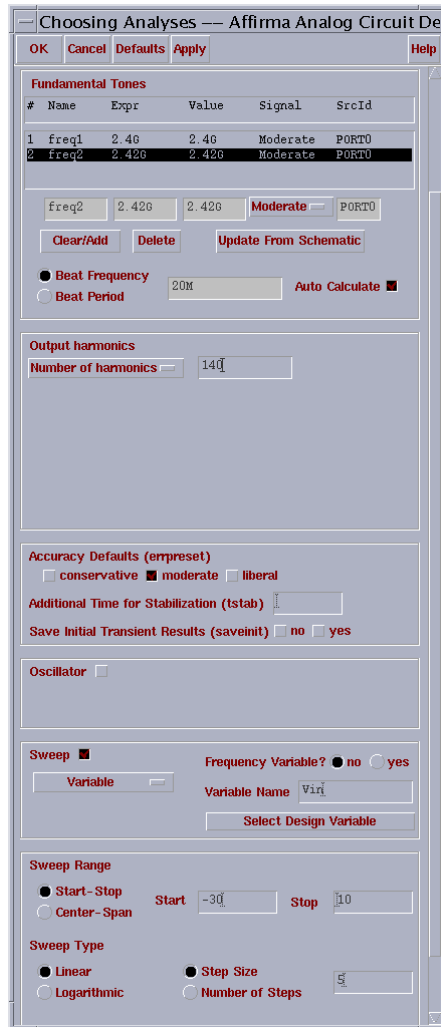 Choosing Analyses -- Affirma Analog Circuit De
OK Cancel Defaults Apply Help
Fundamental Tones
# Name Expr Value Signal SrcId
1 freq1 2.4G 2.4G Moderate PORT0
2 freq2 2.42G 2.42G Moderate PORT0
freq2 2.42G 2.42G Moderate PORT0
Clear/Add Delete Update From Schematic
Beat Frequency
Beat Period
20M Auto Calculate
Output harmonics
Number of harmonics 140
Accuracy Defaults (errpreset)
conservative moderate liberal
Additional Time for Stabilization (tstab)
Save Initial Transient Results (saveinit) no yes
Oscillator
Sweep
Frequency Variable? no yes
Variable
Variable Name Vin
Select Design Variable
Sweep Range
Start-Stop
Center-Span
Start -30 Stop 10
Sweep Type
Linear Step Size
Logarithmic Number of Steps
5